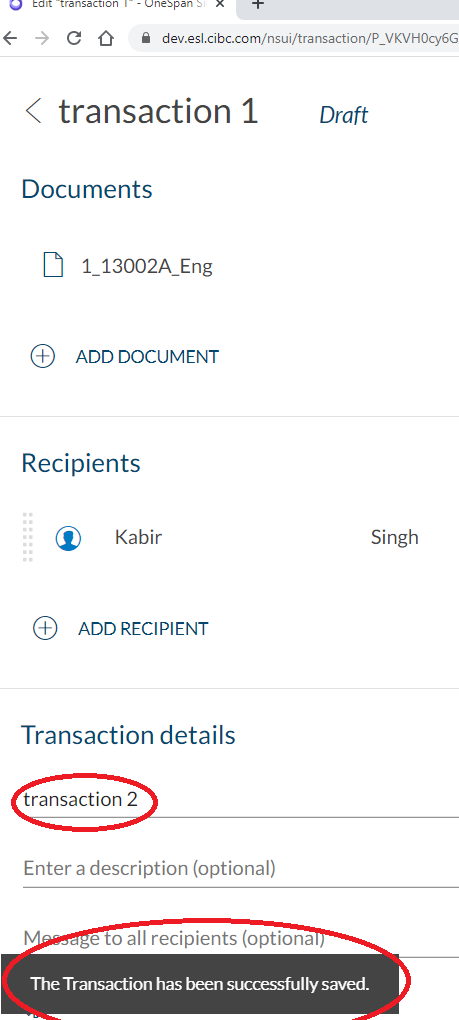 Edit "transaction 1" - OneSpan Si
dev.esl.cibc.com/nsui/transaction/P_VKVH0cy6G
transaction 1 Draft
Documents
1_13002A_Eng
ADD DOCUMENT
Recipients
Kabir Singh
ADD RECIPIENT
Transaction details
transaction 2
Enter a description (optional)
Message to all recipients (optional)
The Transaction has been successfully saved.